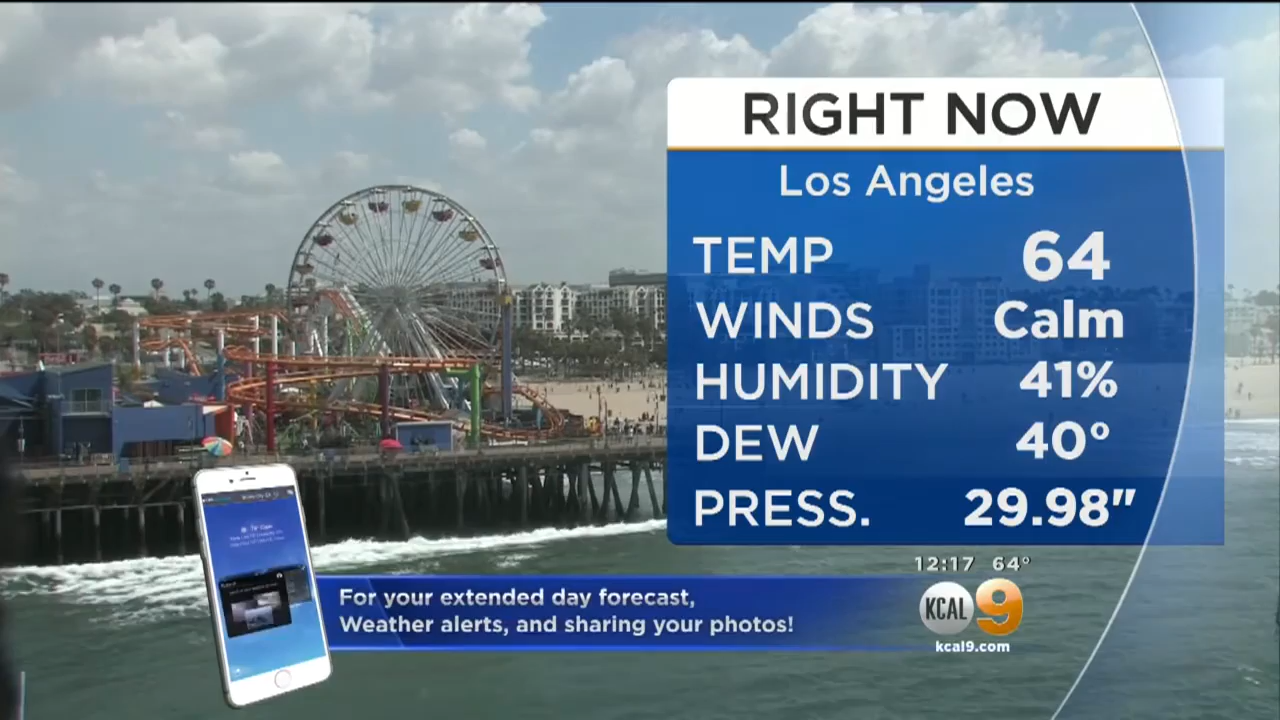 RIGHT NOW
Los Angeles
TEMP 64
WINDS Calm
HUMIDITY 41%
DEW 40°
PRESS. 29.98"
12:17 64°
KCAL 9
kcal9.com
For your extended day forecast,
Weather alerts, and sharing your photos!